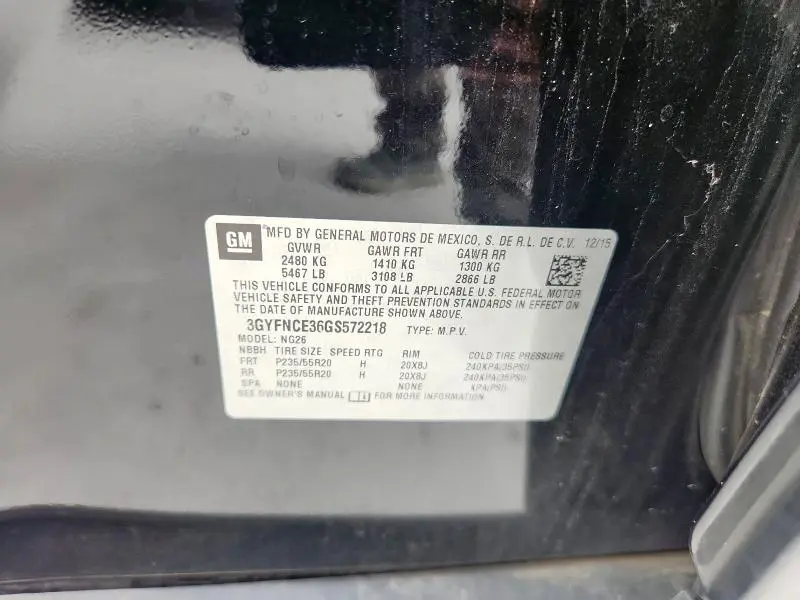 GM
MFD BY GENERAL MOTORS DE MEXICO, S. DE R.L. DE C.V. 12/15
GVWR GAWR FRT GAWR RR
2480 KG 1410 KG 1300 KG
5467 LB 3108 LB 2866 LB
THIS VEHICLE CONFORMS TO ALL APPLICABLE U.S. FEDERAL MOTOR
VEHICLE SAFETY AND THEFT PREVENTION STANDARDS IN EFFECT ON
THE DATE OF MANUFACTURE SHOWN ABOVE.
3GYFNCE36GS572218 TYPE: M.P.V.
MODEL: NG26
NBBH TIRE SIZE SPEED RTG RIM COLD TIRE PRESSURE
FRT P235/55R20 H 20X8J 240KPA(35PSI)
RR P235/55R20 H 20X8J 240KPA(35PSI)
SPA NONE NONE KPA(PSI)
SEE OWNER'S MANUAL FOR MORE INFORMATION